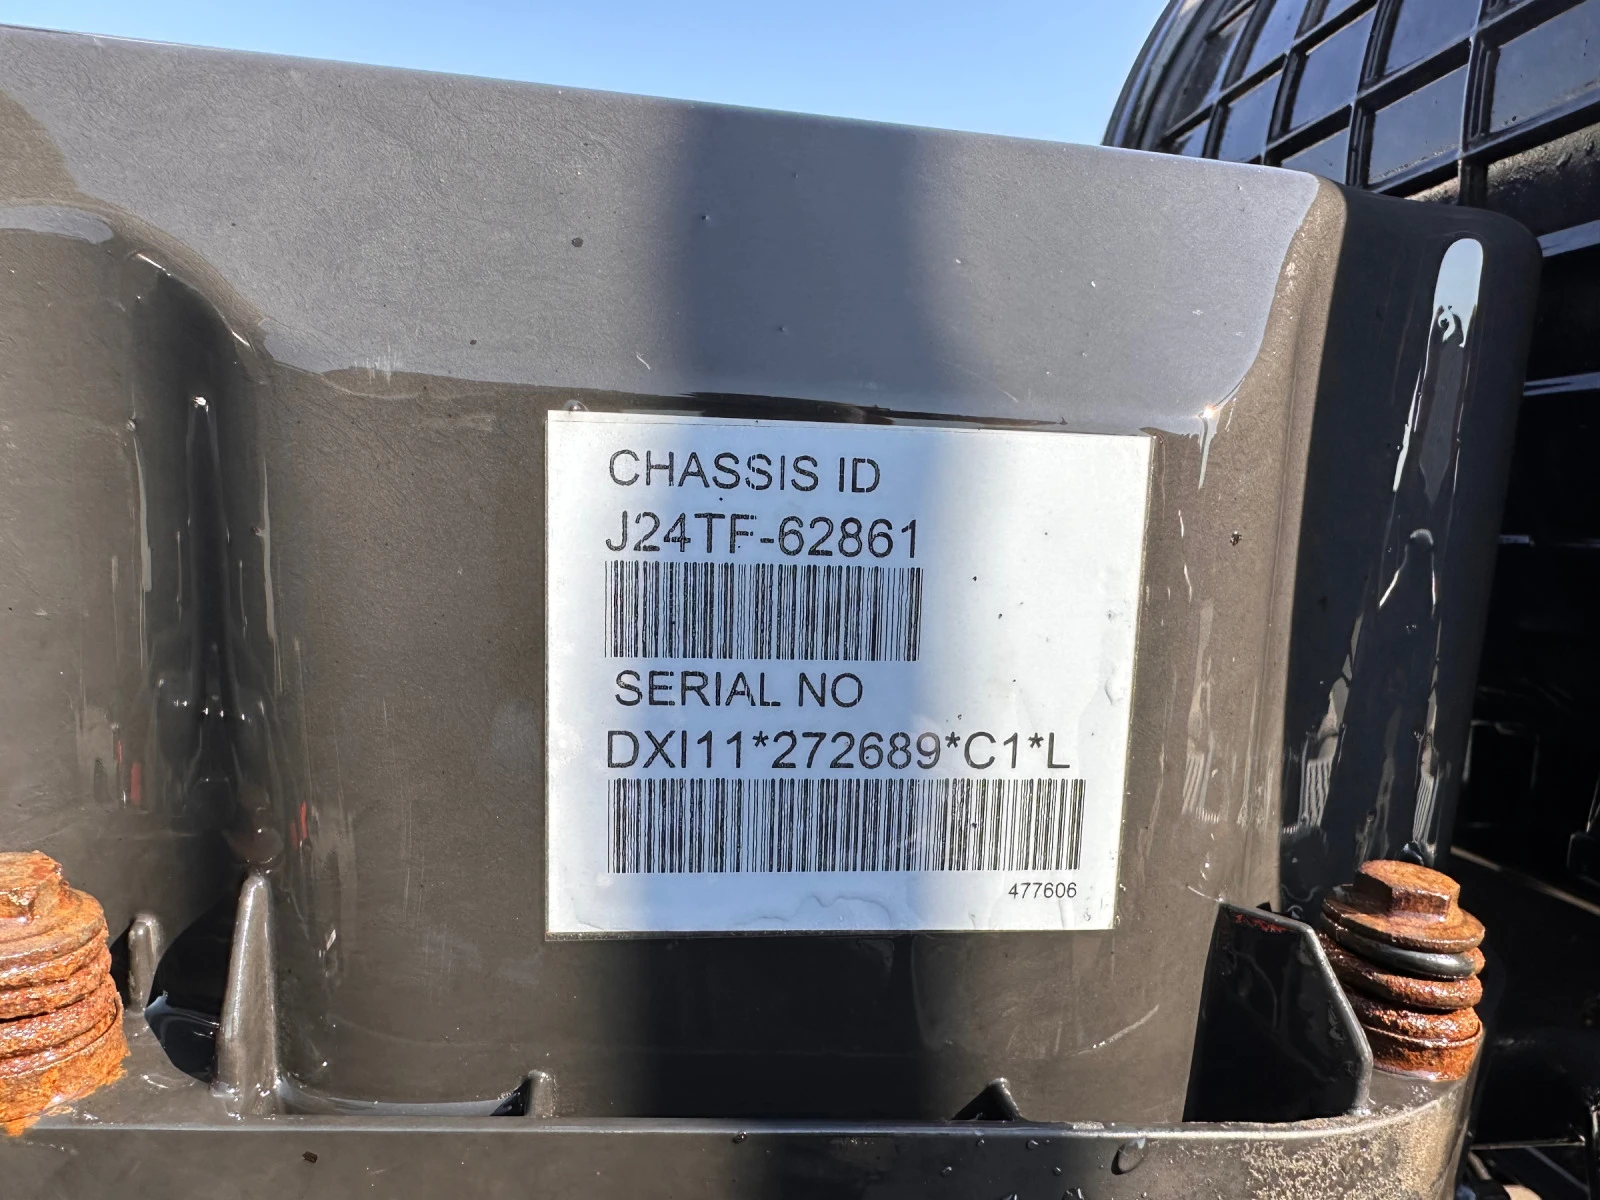 CHASSIS ID
J24TF-62861
SERIAL NO
DXI11*272689*C1*L
477606